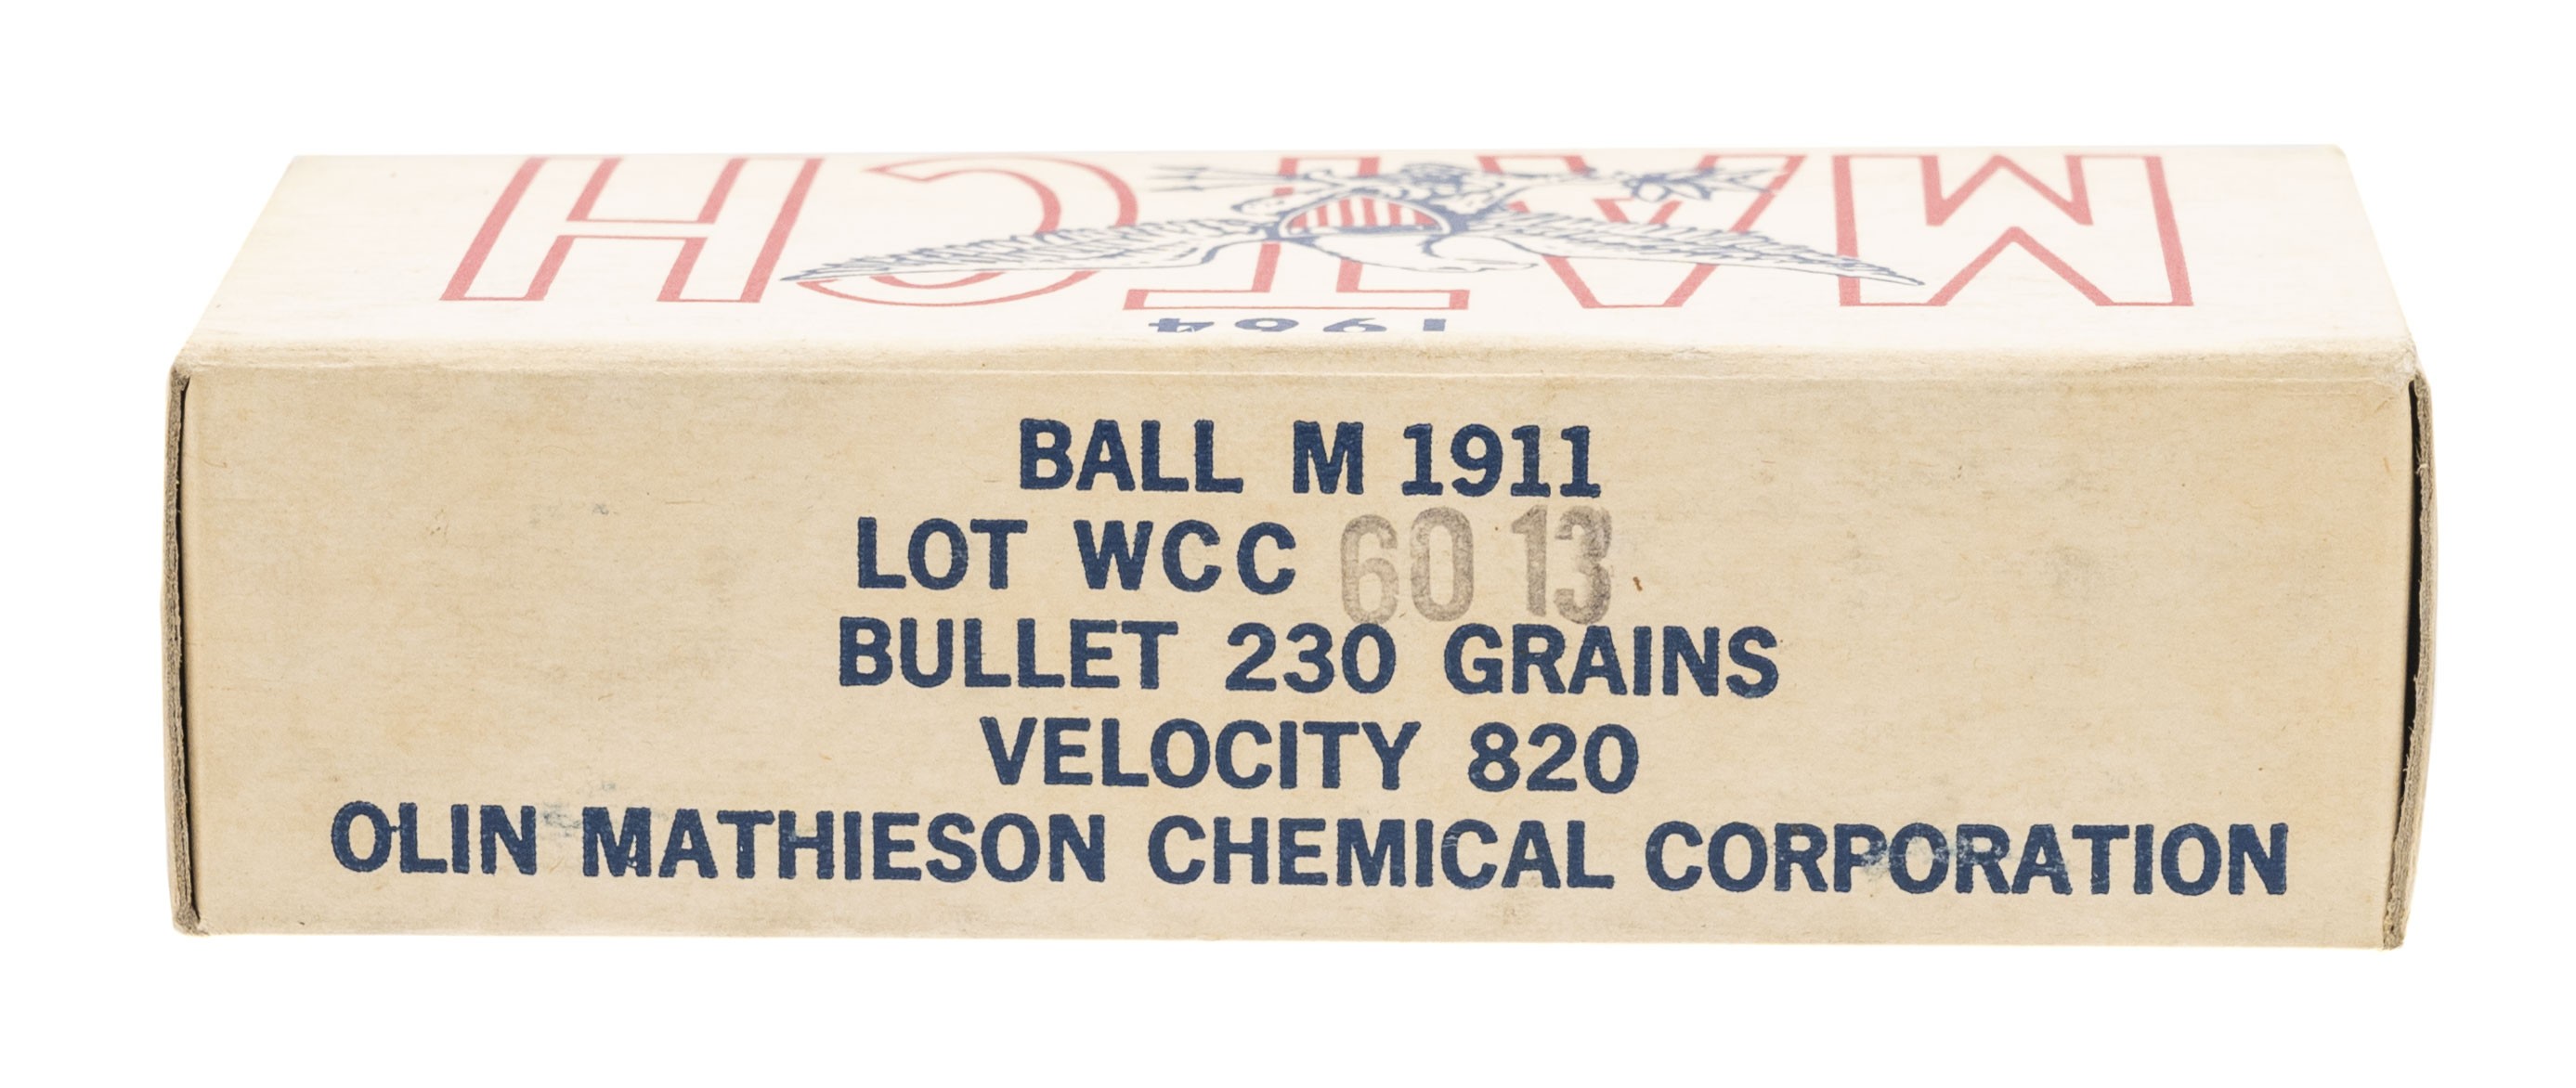 MATCH
1964
BALL M 1911
LOT WCC 60 13
BULLET 230 GRAINS
VELOCITY 820
OLIN MATHIESON CHEMICAL CORPORATION